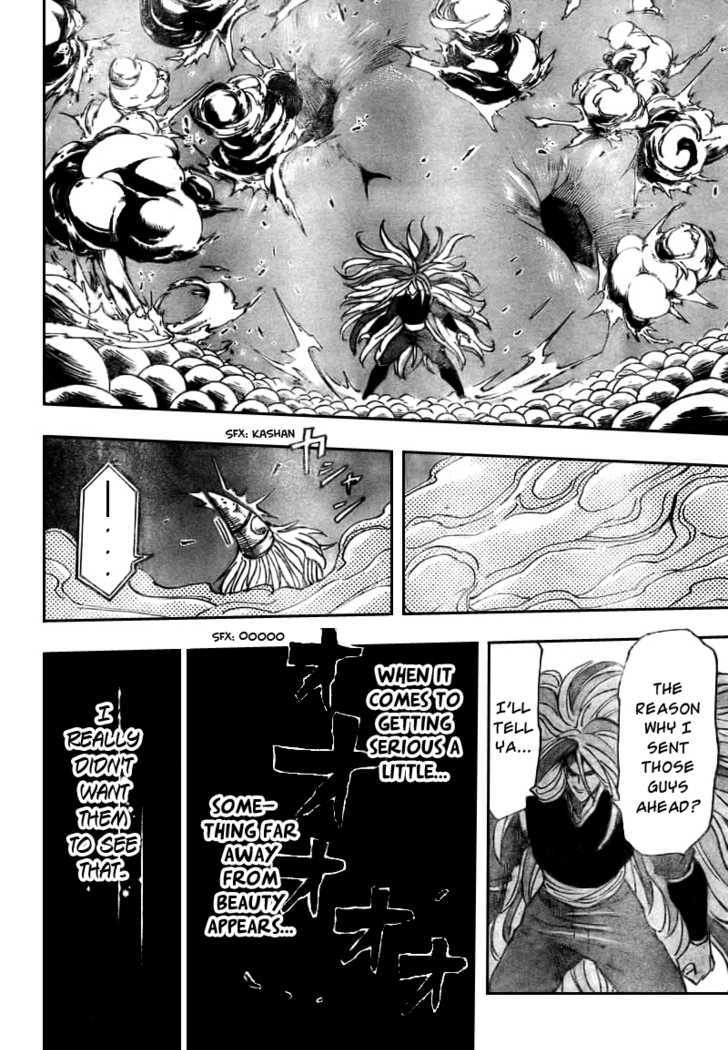 SFX: KASHAN
カシャン
!...
THE
REASON
WHY I
SENT
THOSE
GUYS
AHEAD?
I'LL
TELL
YA...
SFX: OOOOO
オオオオオ
WHEN IT
COMES TO
GETTING
SERIOUS A
LITTLE...
SOME-
THING FAR
AWAY
FROM
BEAUTY
APPEARS...
I
REALLY
DIDN'T
WANT
THEM
TO SEE
THAT.